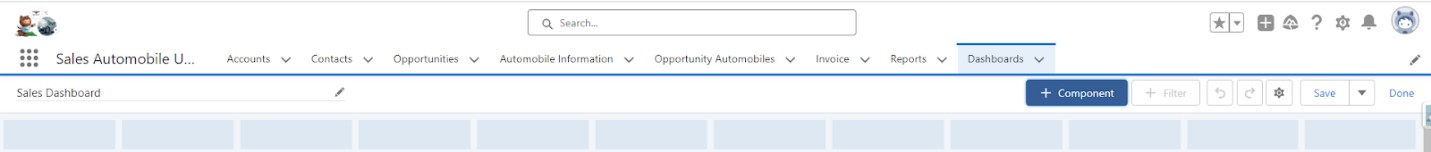 Search...
Sales Automobile U... Accounts Contacts Opportunities Automobile Information Opportunity Automobiles Invoice Reports Dashboards
Sales Dashboard + Component + Filter Save Done